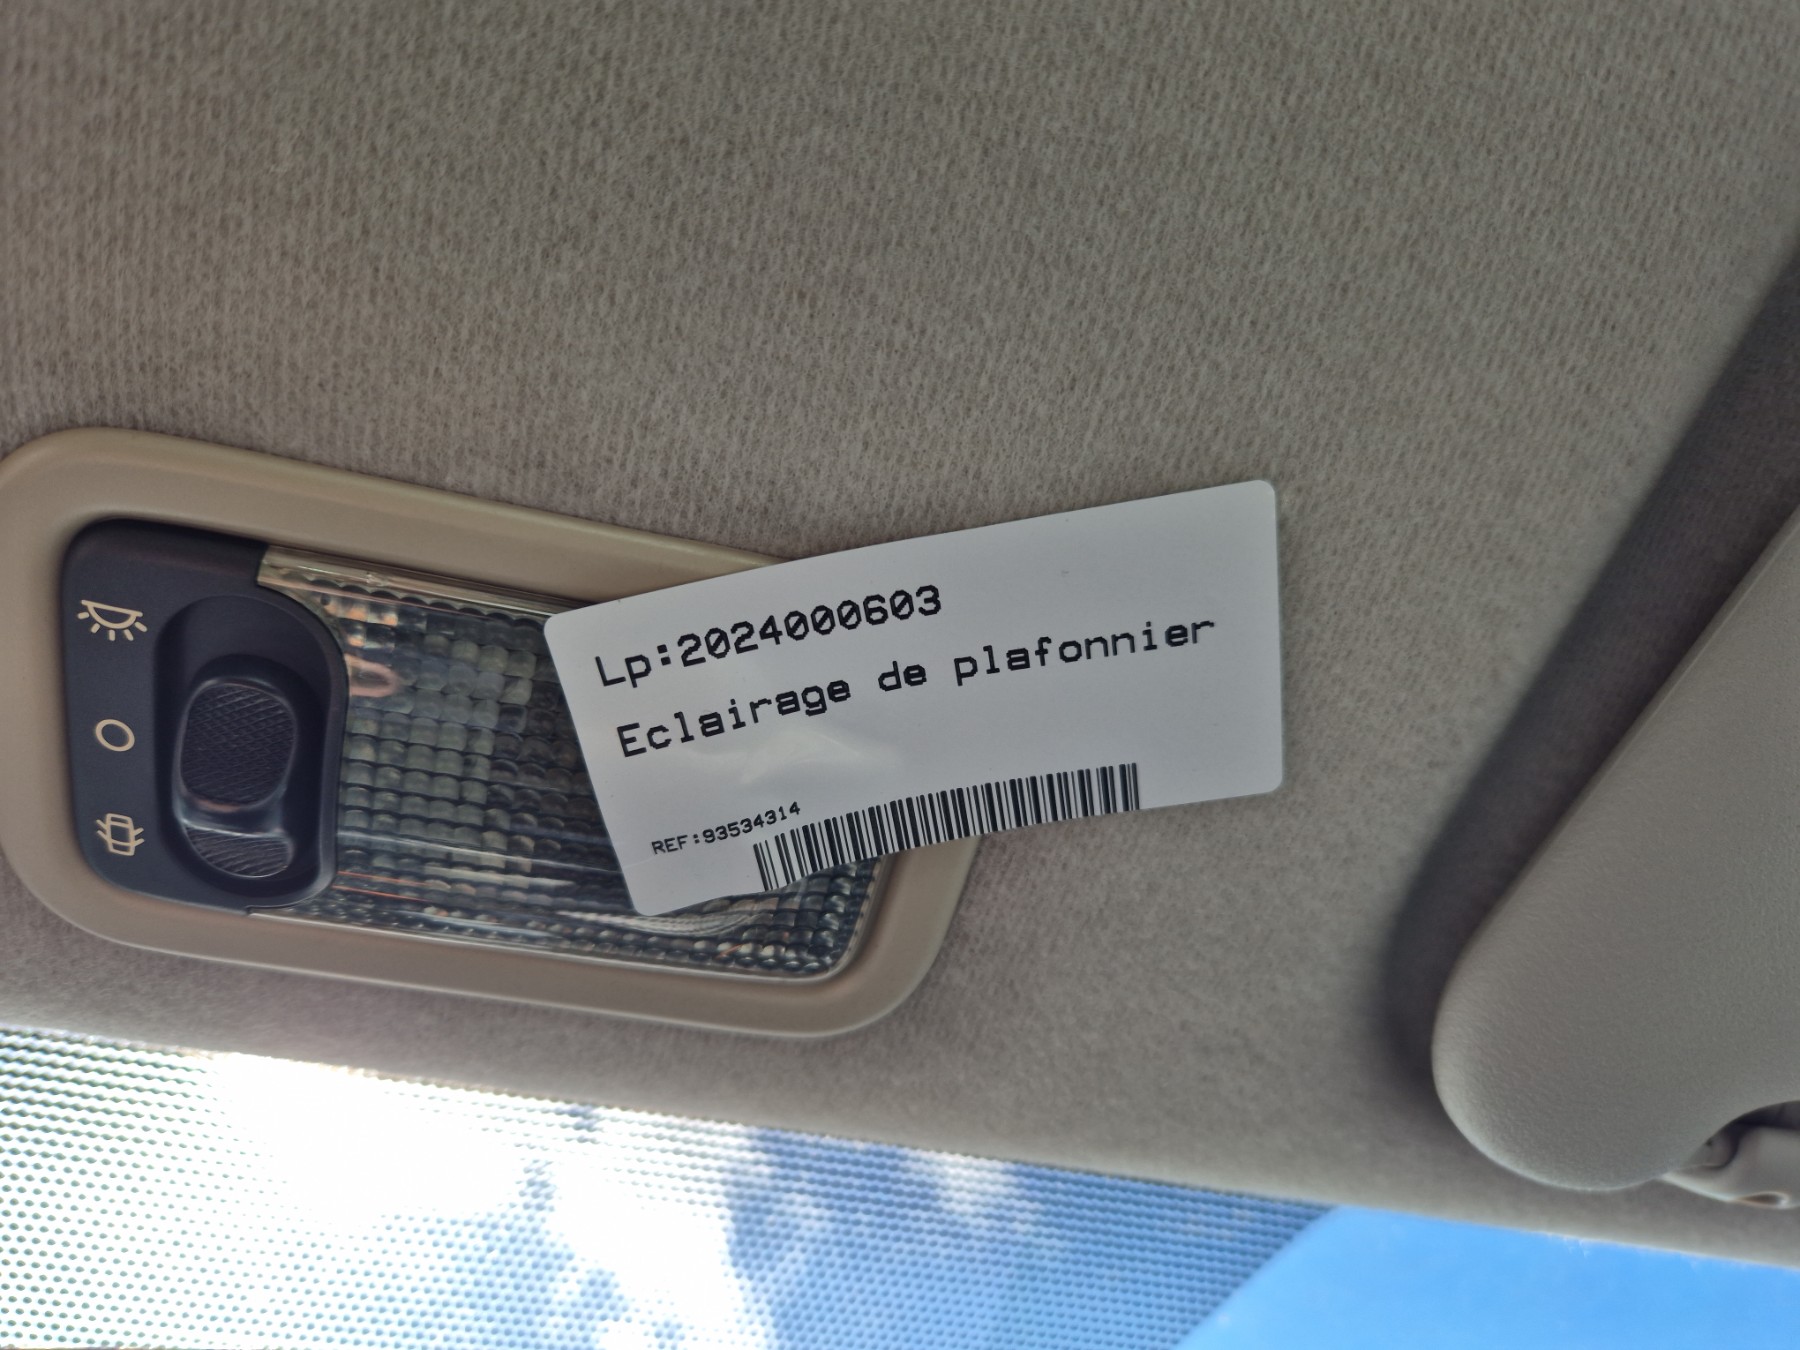 Lp:2024000603
Eclairage de plafonnier
REF:93534314